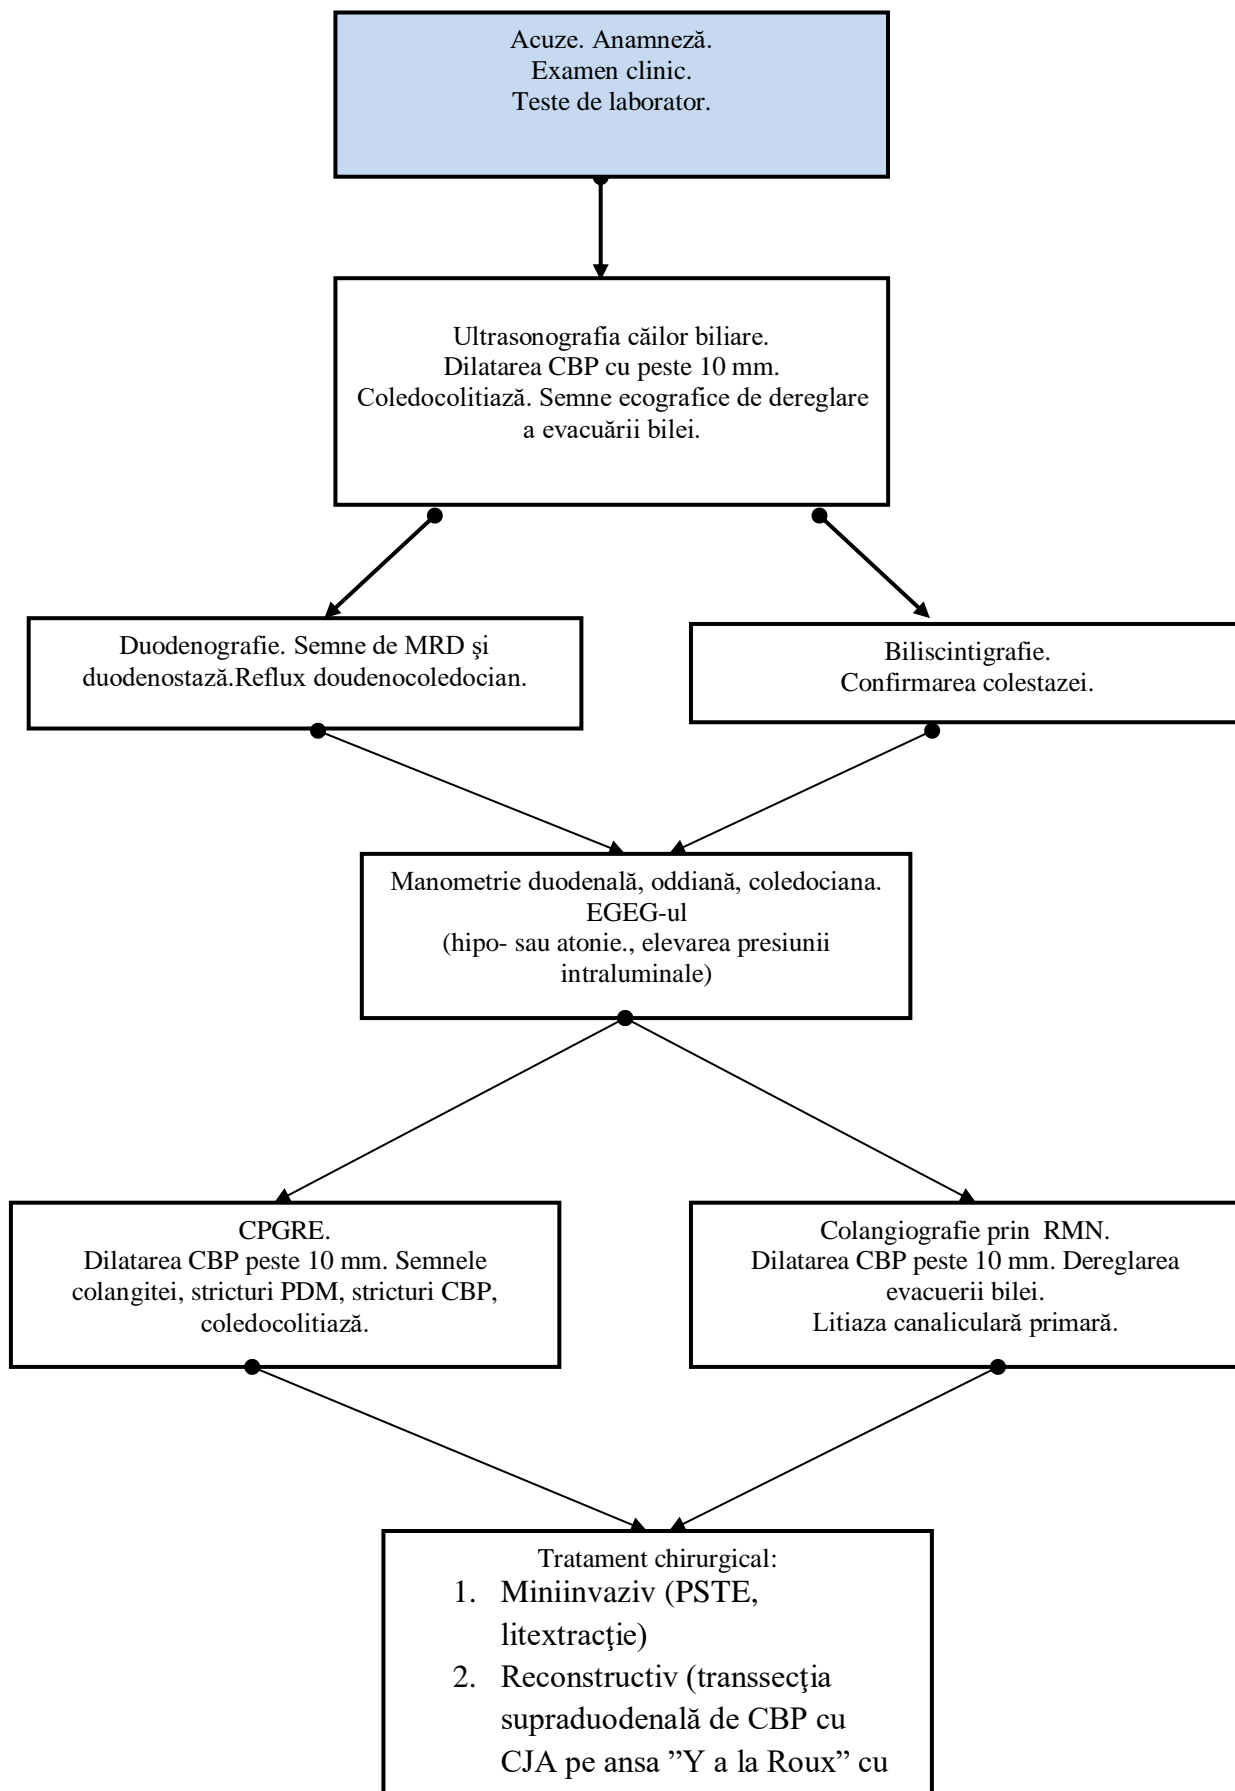 Acuze. Anamneză.
Examen clinic.
Teste de laborator.
Ultrasonografia căilor biliare.
Dilatarea CBP cu peste 10 mm.
Coledocolitiază. Semne ecografice de dereglare
a evacuării bilei.
Duodenografie. Semne de MRD şi
duodenostază.Reflux doudenocoledocian.
Biliscintigrafie.
Confirmarea colestazei.
Manometrie duodenală, oddiană, coledociana.
EGEG-ul
(hipo- sau atonie., elevarea presiunii
intraluminale)
CPGRE.
Dilatarea CBP peste 10 mm. Semnele
colangitei, stricturi PDM, stricturi CBP,
coledocolitiază.
Colangiografie prin  RMN.
Dilatarea CBP peste 10 mm. Dereglarea
evacuerii bilei.
Litiaza canaliculară primară.
Tratament chirurgical:
1. Miniinvaziv (PSTE,
litextracţie)
2. Reconstructiv (transsecţia
supraduodenală de CBP cu
CJA pe ansa ”Y a la Roux” cu